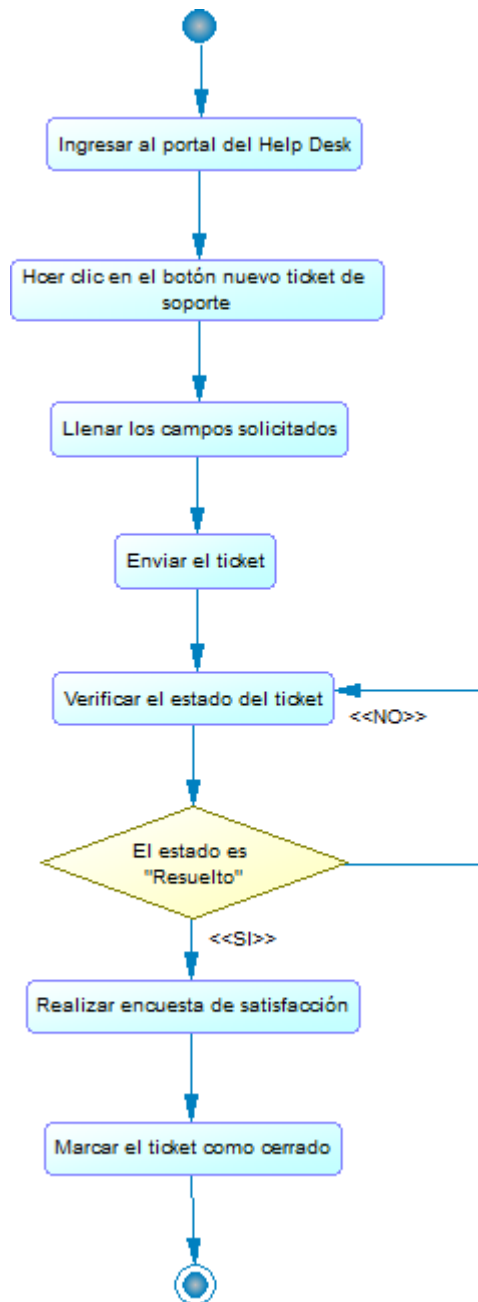 Ingresar al portal del Help Desk
Hcer clic en el botón nuevo ticket de
soporte
Llenar los campos solicitados
Enviar el ticket
Verificar el estado del ticket
<<NO>>
El estado es
"Resuelto"
<<SI>>
Realizar encuesta de satisfacción
Marcar el ticket como cerrado